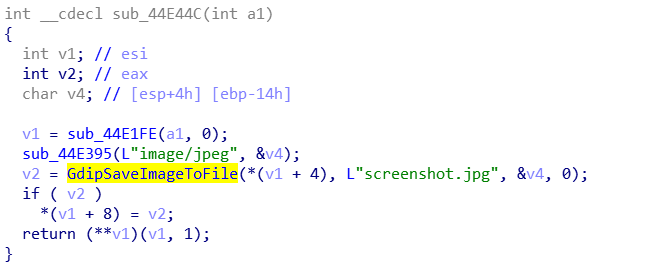 int __cdecl sub_44E44C(int a1)
{
  int v1; // esi
  int v2; // eax
  char v4; // [esp+4h] [ebp-14h]

  v1 = sub_44E1FE(a1, 0);
  sub_44E395(L"image/jpeg", &v4);
  v2 = GdipSaveImageToFile(*(v1 + 4), L"screenshot.jpg", &v4, 0);
  if ( v2 )
    *(v1 + 8) = v2;
  return (**v1)(v1, 1);
}